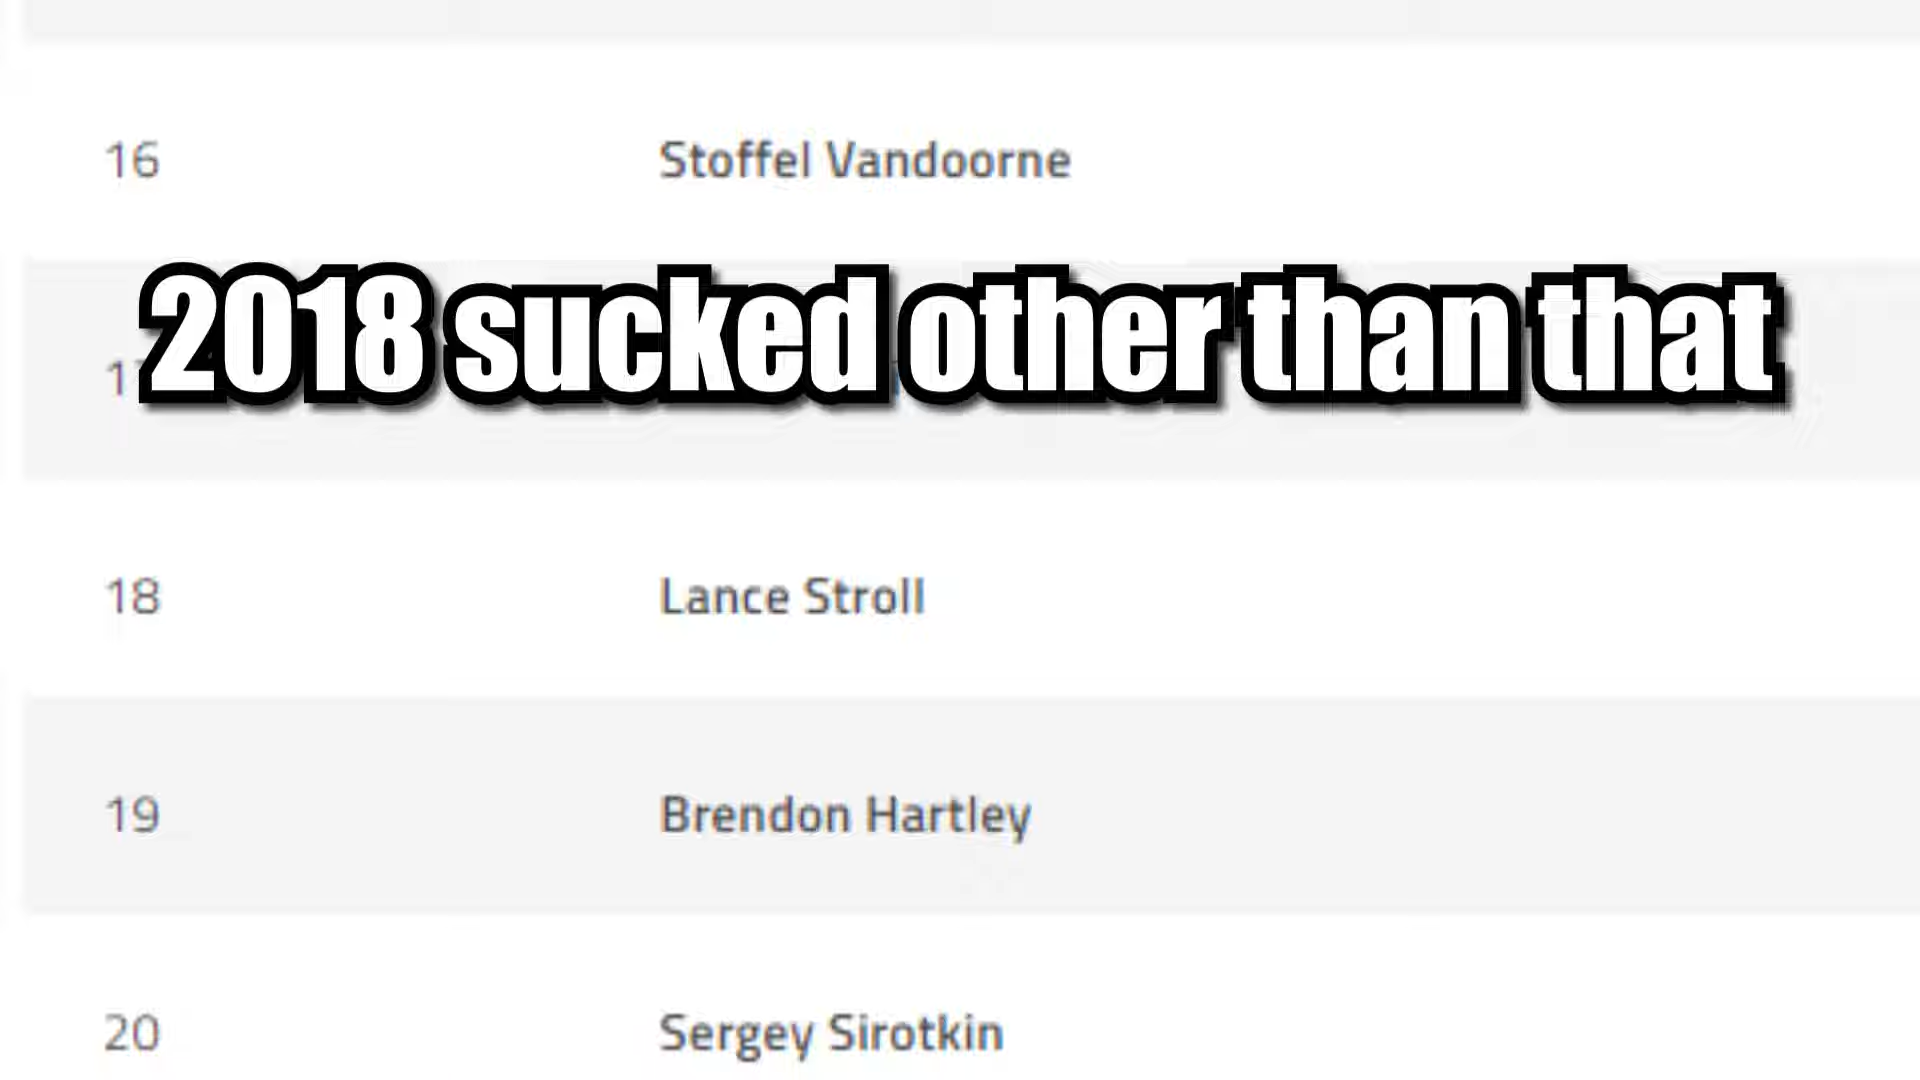 16 Stoffel Vandoorne
2018 sucked other than that
18 Lance Stroll
19 Brendon Hartley
20 Sergey Sirotkin